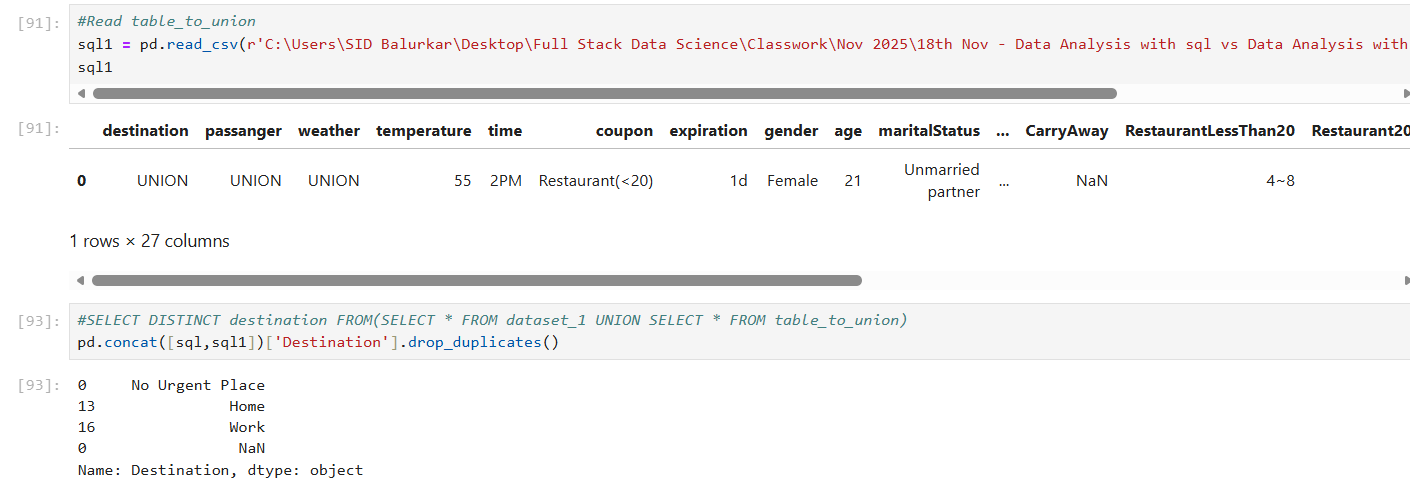 [91]: #Read table_to_union
sql1 = pd.read_csv(r'C:\Users\SID Balurkar\Desktop\Full Stack Data Science\Classwork\Nov 2025\18th Nov - Data Analysis with sql vs Data Analysis with
sql1
[91]: destination passanger weather temperature time coupon expiration gender age maritalStatus ... CarryAway RestaurantLessThan20 Restaurant20
0 UNION UNION UNION 55 2PM Restaurant(<20) 1d Female 21 Unmarried partner ... NaN 4~8
1 rows × 27 columns
[93]: #SELECT DISTINCT destination FROM(SELECT * FROM dataset_1 UNION SELECT * FROM table_to_union)
pd.concat([sql,sql1])['Destination'].drop_duplicates()
[93]: 0 No Urgent Place
13 Home
16 Work
0 NaN
Name: Destination, dtype: object